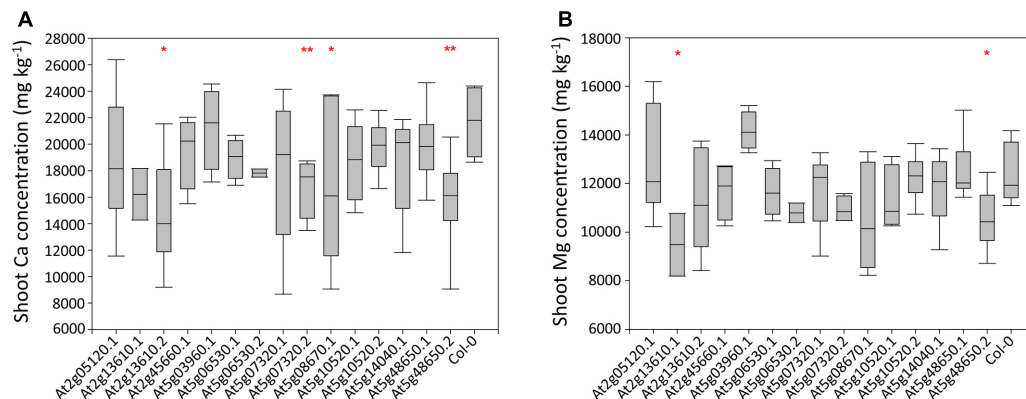 A
Shoot Ca concentration (mg kg⁻¹)
28000
26000
24000
22000
20000
18000
16000
14000
12000
10000
8000
6000
* ** * **
At2g05120.1
At2g13610.1
At2g13610.2
At2g45660.1
At5g03960.1
At5g06530.1
At5g06530.2
At5g07320.1
At5g07320.2
At5g08670.1
At5g10520.1
At5g10520.2
At5g14040.1
At5g48650.1
At5g48650.2
Col-0
B
Shoot Mg concentration (mg kg⁻¹)
18000
16000
14000
12000
10000
8000
6000
* *
At2g05120.1
At2g13610.1
At2g13610.2
At2g45660.1
At5g03960.1
At5g06530.1
At5g06530.2
At5g07320.1
At5g07320.2
At5g08670.1
At5g10520.1
At5g10520.2
At5g14040.1
At5g48650.1
At5g48650.2
Col-0